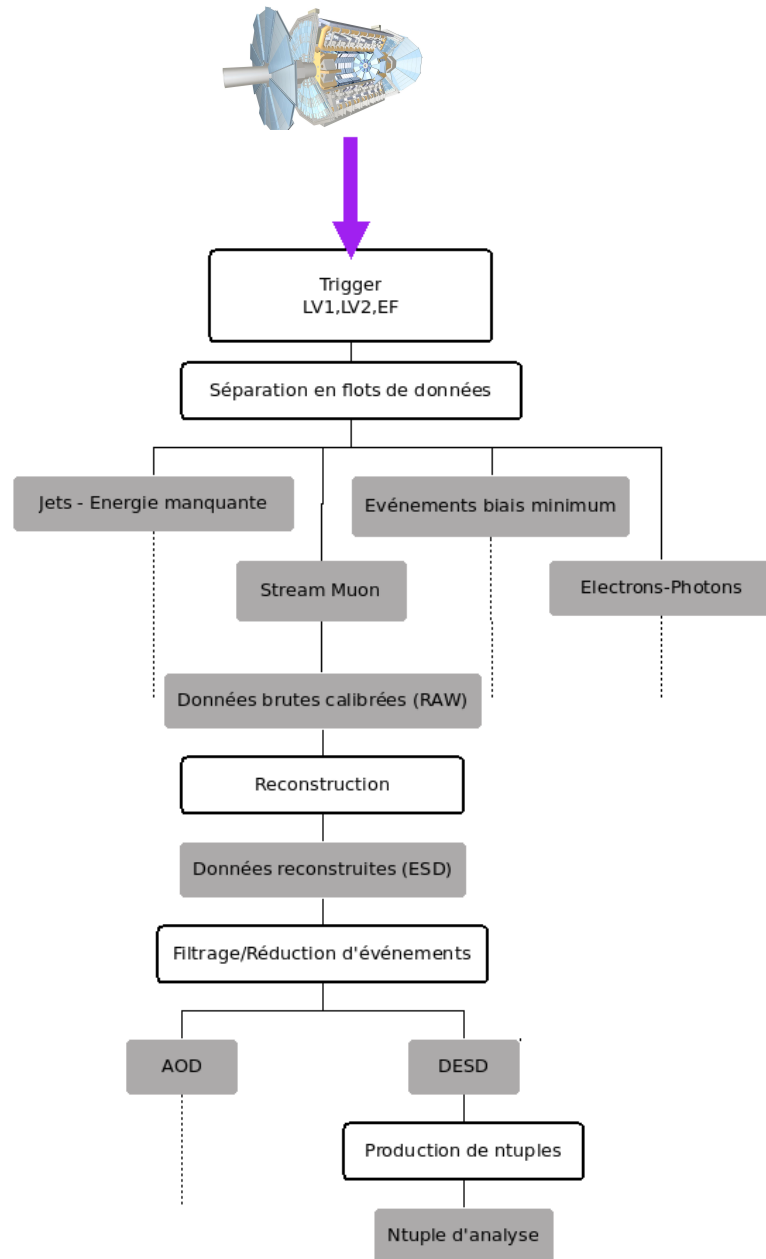 Trigger
LV1,LV2,EF
Séparation en flots de données
Jets - Energie manquante
Evénements biais minimum
Stream Muon
Electrons-Photons
Données brutes calibrées (RAW)
Reconstruction
Données reconstruites (ESD)
Filtrage/Réduction d'événements
AOD
DESD
Production de ntuples
Ntuple d'analyse